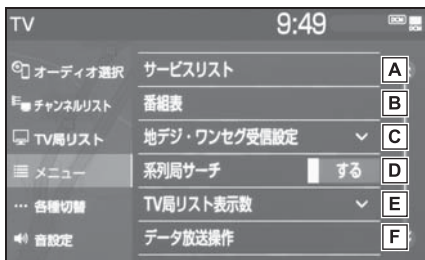 TV
9:49
DCM
オーディオ選択
チャンネルリスト
TV局リスト
メニュー
各種切替
音設定
サービスリスト
A
番組表
B
地デジ・ワンセグ受信設定
C
系列局サーチ
する
D
TV局リスト表示数
E
データ放送操作
F